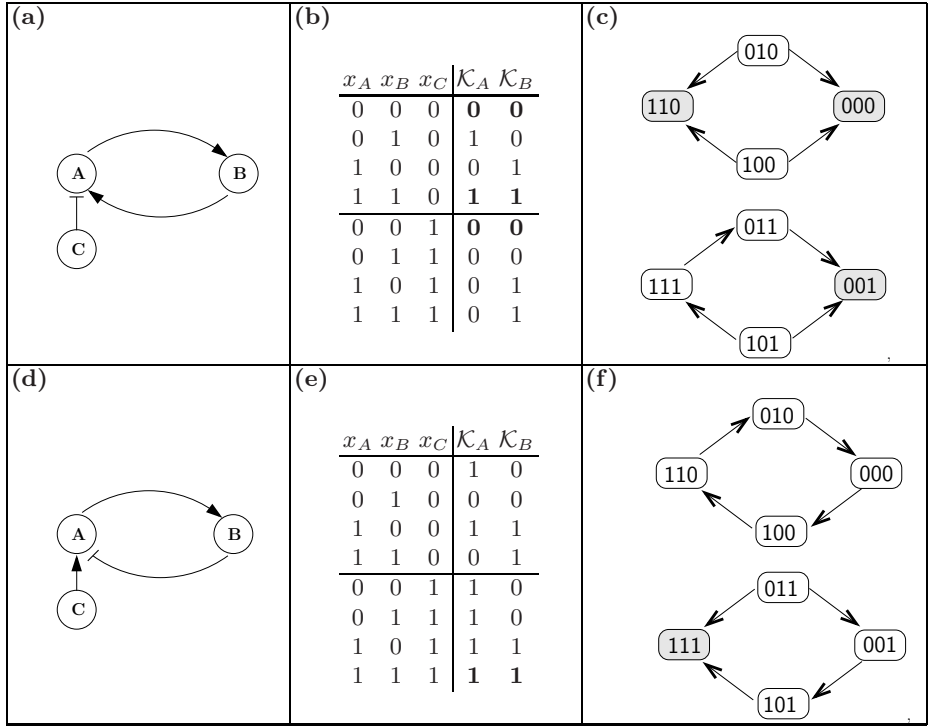 (a)
A
B
C
(b)
x_A x_B x_C 𝒦_A 𝒦_B
0 0 0 0 0
0 1 0 1 0
1 0 0 0 1
1 1 0 1 1
0 0 1 0 0
0 1 1 0 0
1 0 1 0 1
1 1 1 0 1
(c)
010
110
000
100
011
111
001
101
,
(d)
A
B
C
(e)
x_A x_B x_C 𝒦_A 𝒦_B
0 0 0 1 0
0 1 0 0 0
1 0 0 1 1
1 1 0 0 1
0 0 1 1 0
0 1 1 1 0
1 0 1 1 1
1 1 1 1 1
(f)
010
110
000
100
011
111
001
101
,